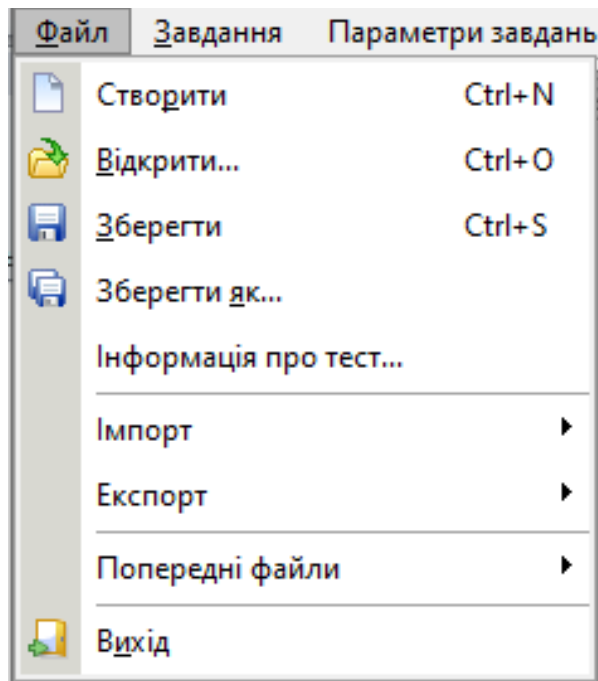 Файл Завдання Параметри завдань
Створити Ctrl+N
Відкрити... Ctrl+O
Зберегти Ctrl+S
Зберегти як...
Інформація про тест...
Імпорт
Експорт
Попередні файли
Вихід